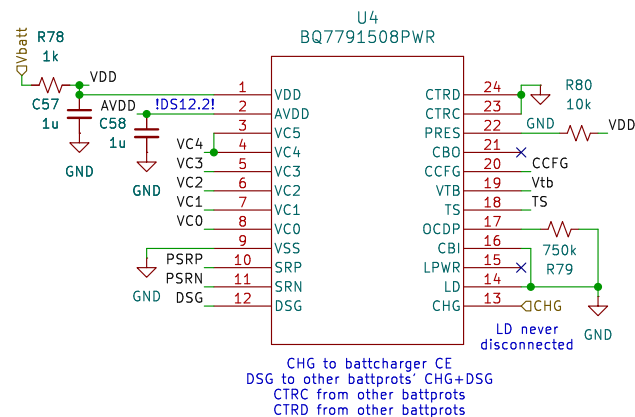 U4
BQ7791508PWR
Vbatt
R78
1k
VDD
C57
1u
GND
AVDD
!DS12.2!
C58
1u
GND
VC4
VC3
VC2
VC1
VC0
GND
PSRP
PSRN
DSG
1 VDD
2 AVDD
3 VC5
4 VC4
5 VC3
6 VC2
7 VC1
8 VC0
9 VSS
10 SRP
11 SRN
12 DSG
CTRD 24
CTRC 23
PRES 22
CBO 21
CCFG 20
VTB 19
TS 18
OCDP 17
CBI 16
LPWR 15
LD 14
CHG 13
GND
R80
10k
VDD
CCFG
Vtb
TS
750k
R79
CHG
GND
LD never
disconnected
CHG to battcharger CE
DSG to other battprots' CHG+DSG
CTRC from other battprots
CTRD from other battprots